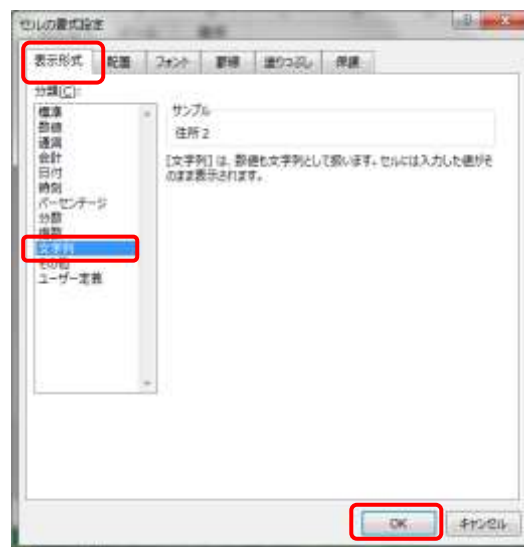 セルの書式設定
表示形式 配置 フォント 罫線 塗りつぶし 保護
分類(C):
標準
数値
通貨
会計
日付
時刻
パーセンテージ
分数
指数
文字列
その他
ユーザー定義
サンプル
住所2
[文字列] は、数値も文字列として扱います。セルには入力した値がそ
のまま表示されます。
OK キャンセル